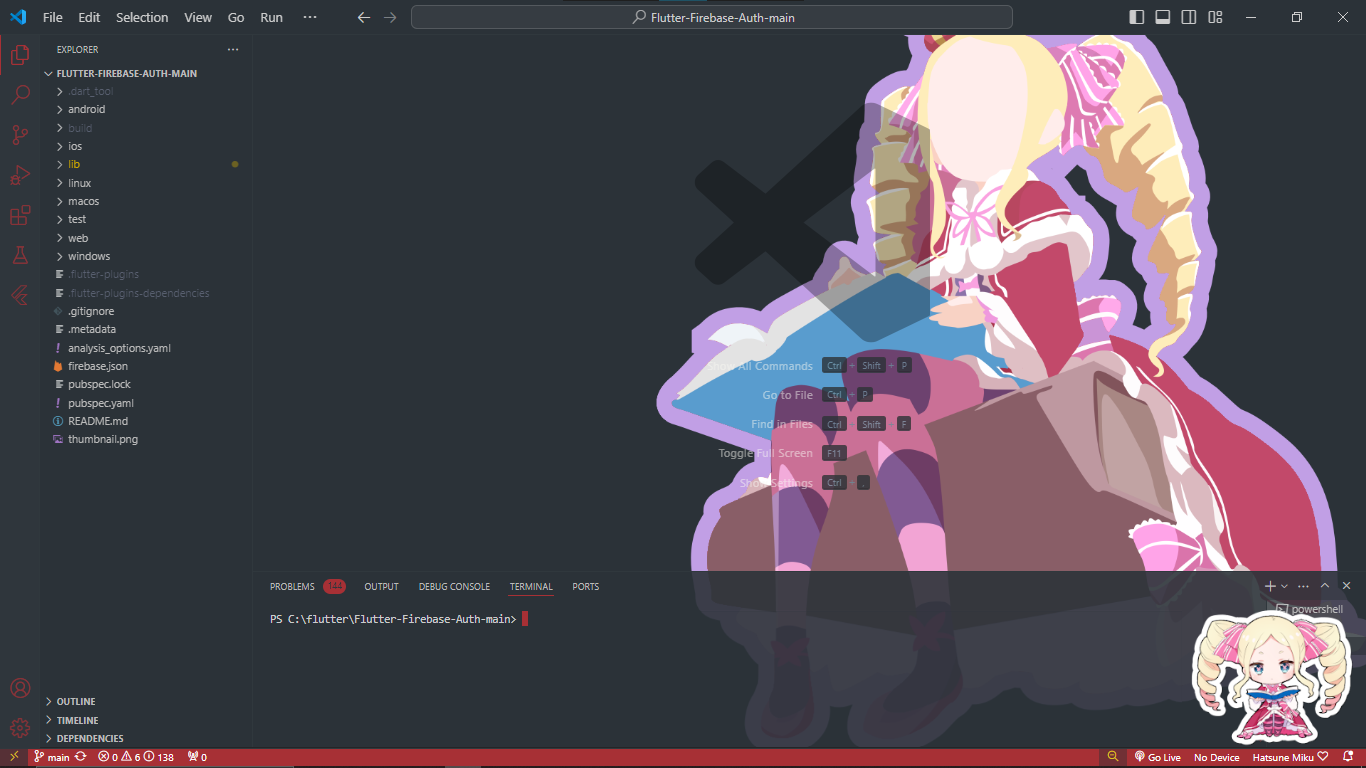 File Edit Selection View Go Run ··· Flutter-Firebase-Auth-main
EXPLORER
FLUTTER-FIREBASE-AUTH-MAIN
.dart_tool
android
build
ios
lib
linux
macos
test
web
windows
.flutter-plugins
.flutter-plugins-dependencies
.gitignore
.metadata
analysis_options.yaml
firebase.json
pubspec.lock
pubspec.yaml
README.md
thumbnail.png
OUTLINE
TIMELINE
DEPENDENCIES
Show All Commands Ctrl + Shift + P
Go to File Ctrl + P
Find in Files Ctrl + Shift + F
Toggle Full Screen F11
Show Settings Ctrl + ,
PROBLEMS 144 OUTPUT DEBUG CONSOLE TERMINAL PORTS
powershell
PS C:\flutter\Flutter-Firebase-Auth-main>
main 0 6 138 0 Go Live No Device Hatsune Miku